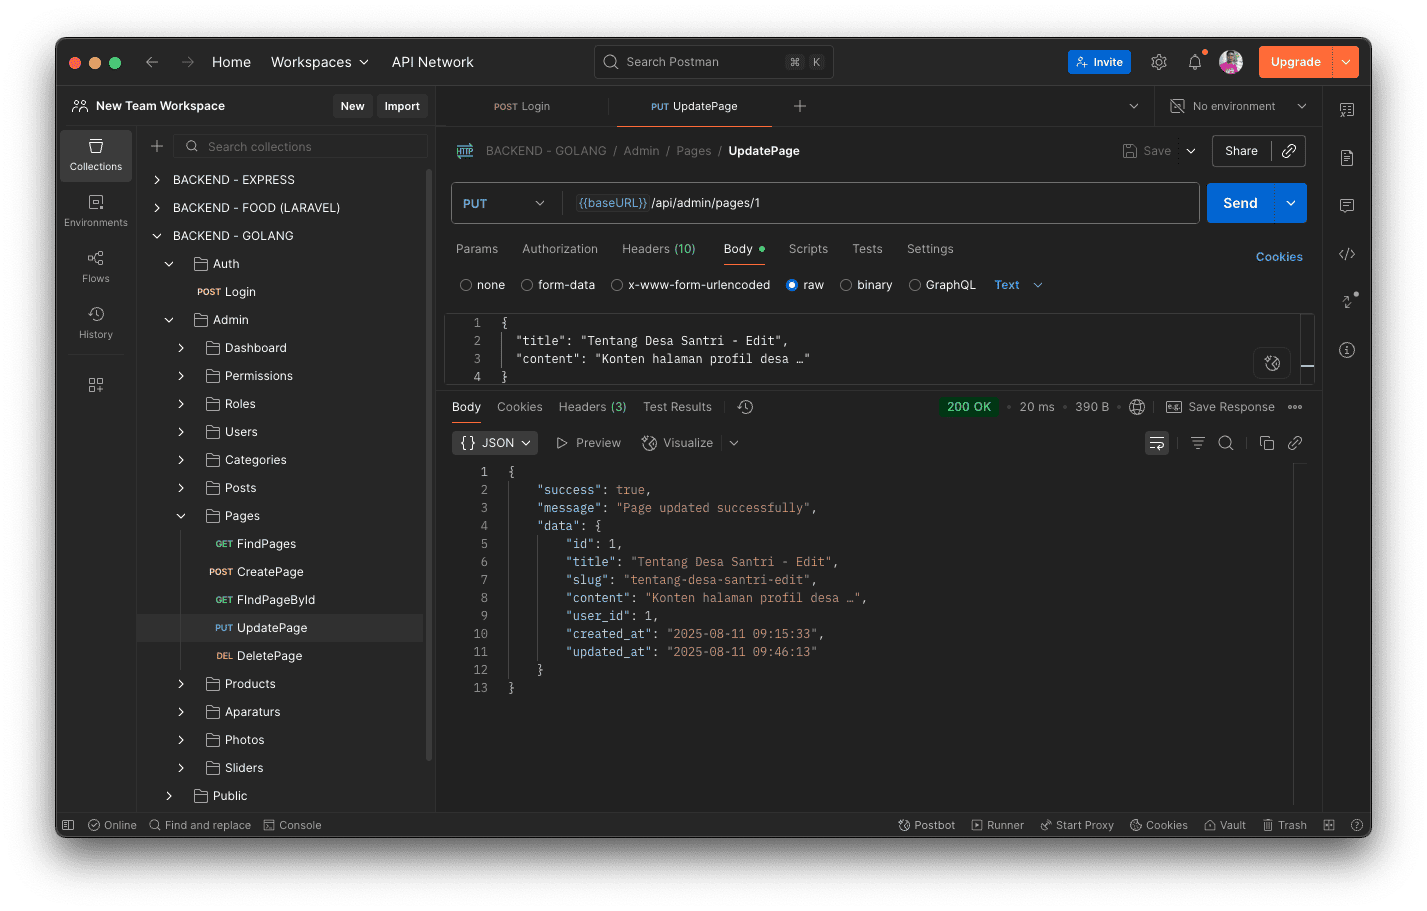 Home
Workspaces
API Network
Search Postman
⌘ K
Invite
Upgrade
New Team Workspace
New
Import
POST Login
PUT UpdatePage
No environment
Collections
Environments
Flows
History
Search collections
BACKEND - EXPRESS
BACKEND - FOOD (LARAVEL)
BACKEND - GOLANG
Auth
POST Login
Admin
Dashboard
Permissions
Roles
Users
Categories
Posts
Pages
GET FindPages
POST CreatePage
GET FIndPageById
PUT UpdatePage
DEL DeletePage
Products
Aparaturs
Photos
Sliders
Public
HTTP BACKEND - GOLANG / Admin / Pages / UpdatePage
Save
Share
PUT
{{baseURL}} /api/admin/pages/1
Send
Params
Authorization
Headers (10)
Body
Scripts
Tests
Settings
Cookies
none
form-data
x-www-form-urlencoded
raw
binary
GraphQL
Text
1 {
2 "title": "Tentang Desa Santri - Edit",
3 "content": "Konten halaman profil desa …"
4 }
Body
Cookies
Headers (3)
Test Results
200 OK
20 ms
390 B
e.g.
Save Response
{} JSON
Preview
Visualize
1 {
2 "success": true,
3 "message": "Page updated successfully",
4 "data": {
5 "id": 1,
6 "title": "Tentang Desa Santri - Edit",
7 "slug": "tentang-desa-santri-edit",
8 "content": "Konten halaman profil desa …",
9 "user_id": 1,
10 "created_at": "2025-08-11 09:15:33",
11 "updated_at": "2025-08-11 09:46:13"
12 }
13 }
Online
Find and replace
Console
Postbot
Runner
Start Proxy
Cookies
Vault
Trash